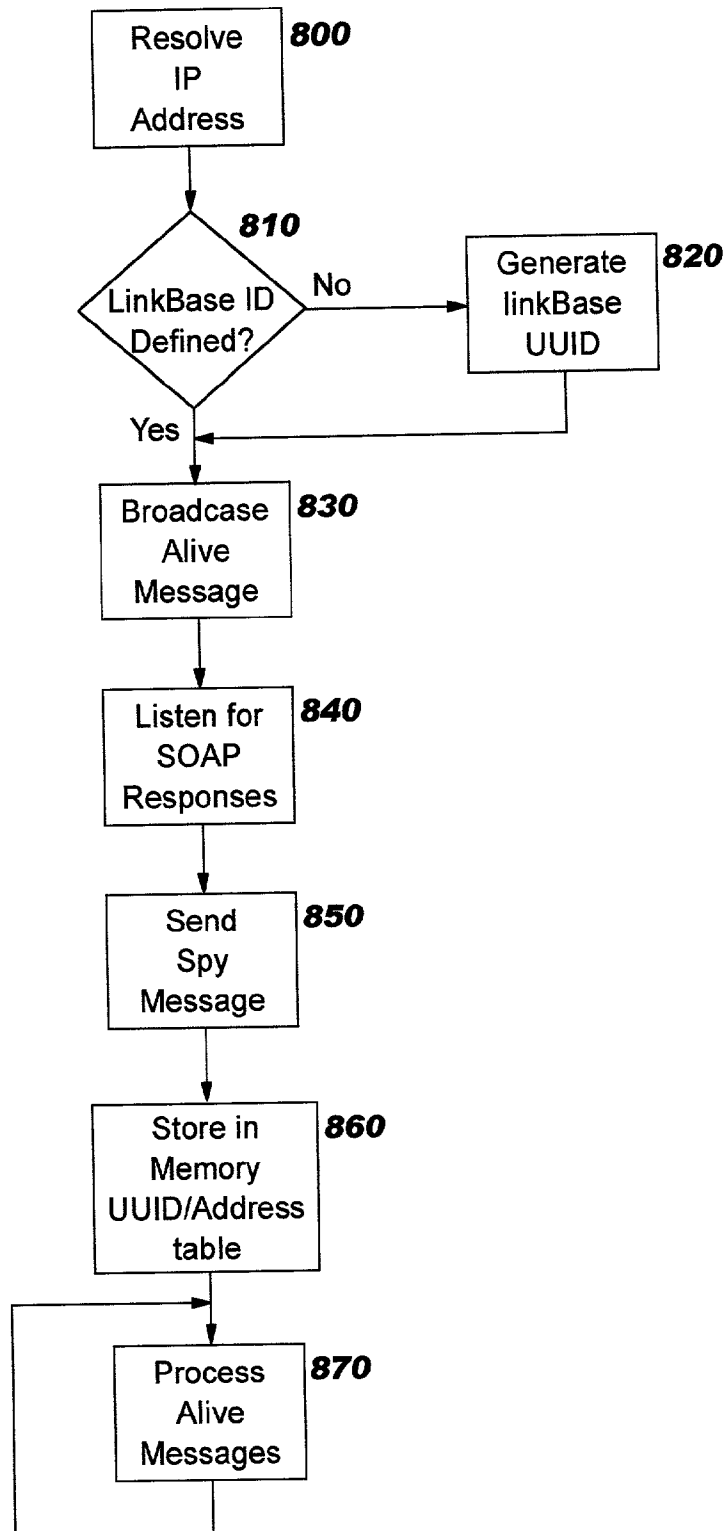 Resolve
IP
Address
800
810
LinkBase ID
Defined?
No
Generate
linkBase
UUID
820
Yes
Broadcase
Alive
Message
830
Listen for
SOAP
Responses
840
Send
Spy
Message
850
Store in
Memory
UUID/Address
table
860
Process
Alive
Messages
870